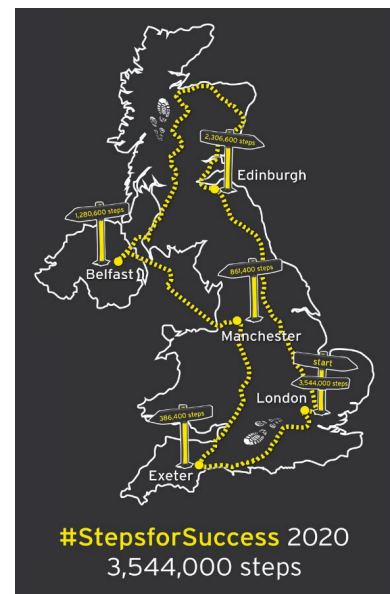 2,306,600 steps
Edinburgh
1,280,600 steps
Belfast
861,400 steps
Manchester
start
3,544,000 steps
London
386,400 steps
Exeter
#StepsforSuccess 2020
3,544,000 steps